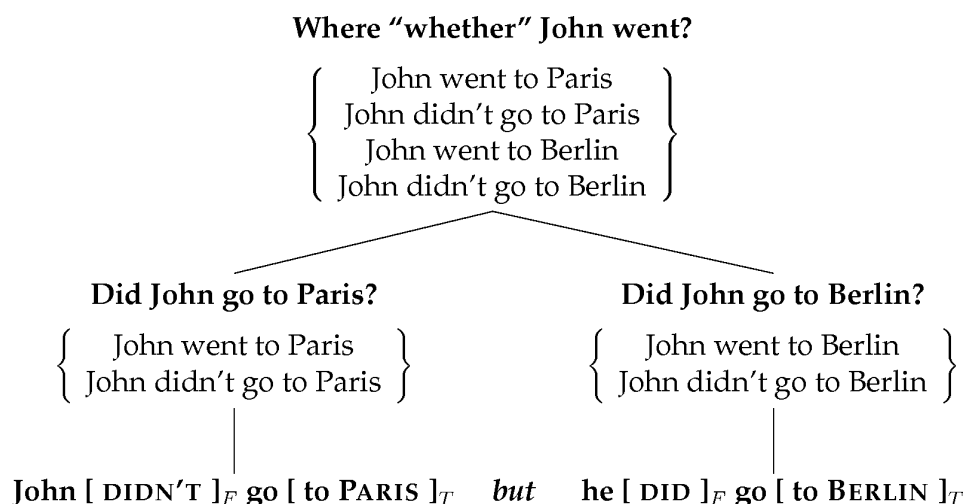 Where “whether” John went?
John went to Paris
John didn’t go to Paris
John went to Berlin
John didn’t go to Berlin
Did John go to Paris?
John went to Paris
John didn’t go to Paris
Did John go to Berlin?
John went to Berlin
John didn’t go to Berlin
John [ DIDN’T ]F go [ to PARIS ]T but he [ DID ]F go [ to BERLIN ]T